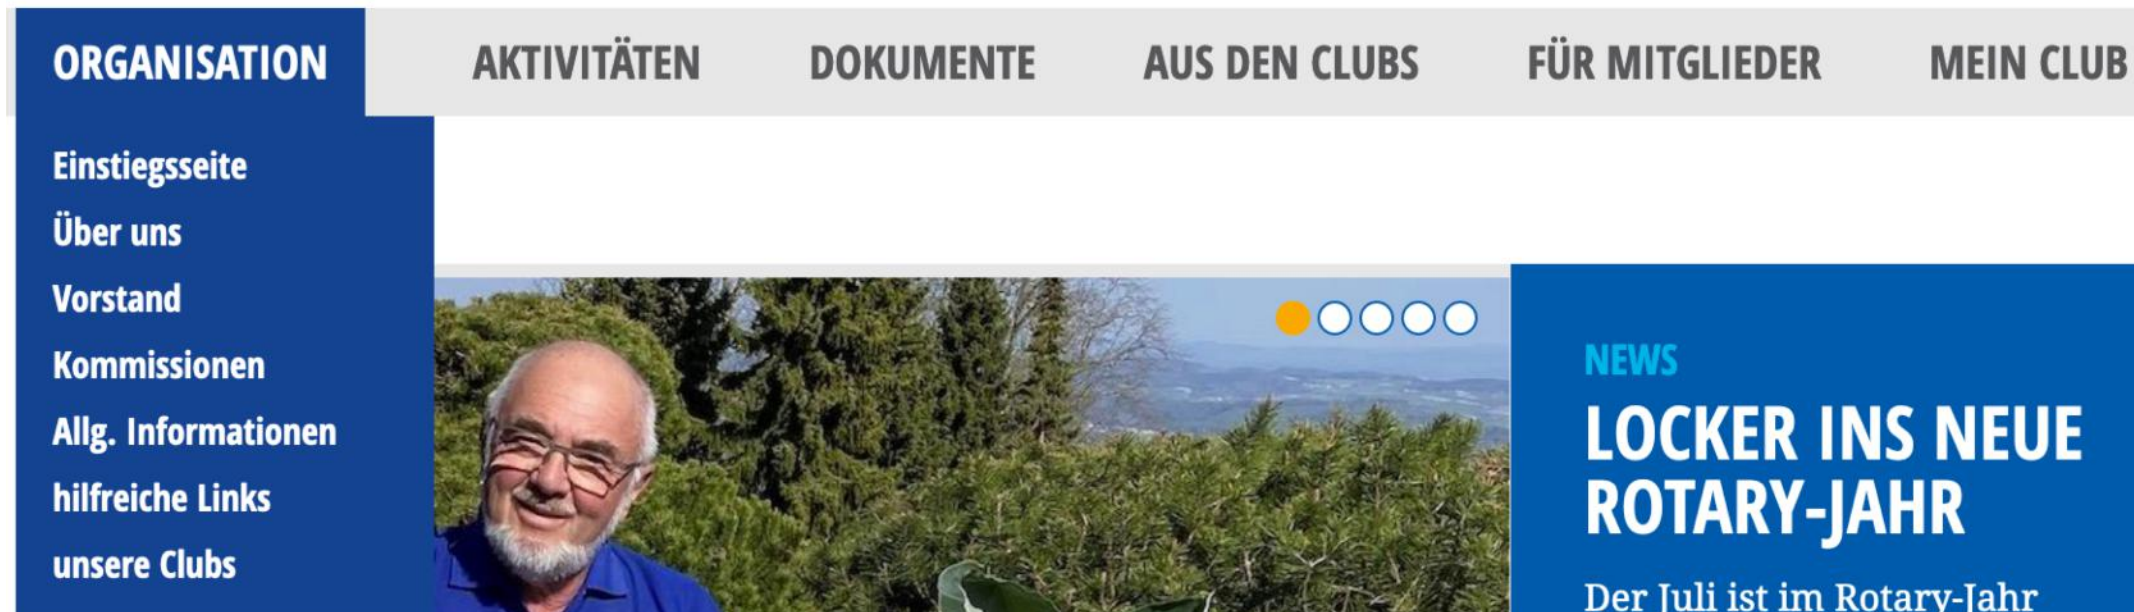 ORGANISATION AKTIVITÄTEN DOKUMENTE AUS DEN CLUBS FÜR MITGLIEDER MEIN CLUB
Einstiegsseite
Über uns
Vorstand
Kommissionen
Allg. Informationen
hilfreiche Links
unsere Clubs
NEWS
LOCKER INS NEUE
ROTARY-JAHR
Der Juli ist im Rotary-Jahr